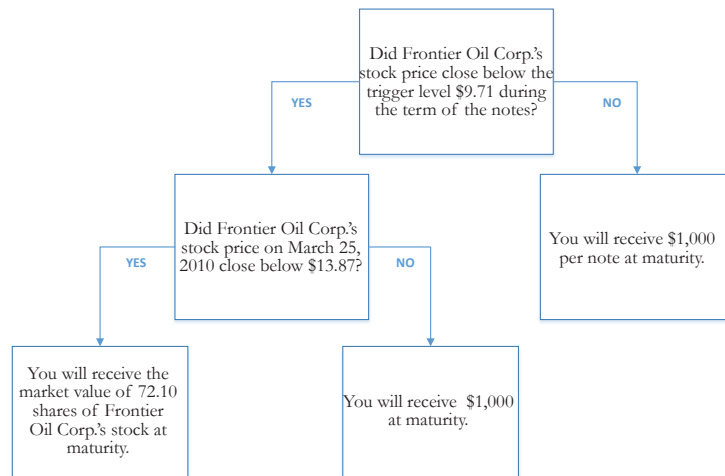 Did Frontier Oil Corp.'s
stock price close below the
trigger level $9.71 during
the term of the notes?
YES
NO
Did Frontier Oil Corp.'s
stock price on March 25,
2010 close below $13.87?
You will receive $1,000
per note at maturity.
YES
NO
You will receive the
market value of 72.10
shares of Frontier
Oil Corp.'s stock at
maturity.
You will receive $1,000
at maturity.